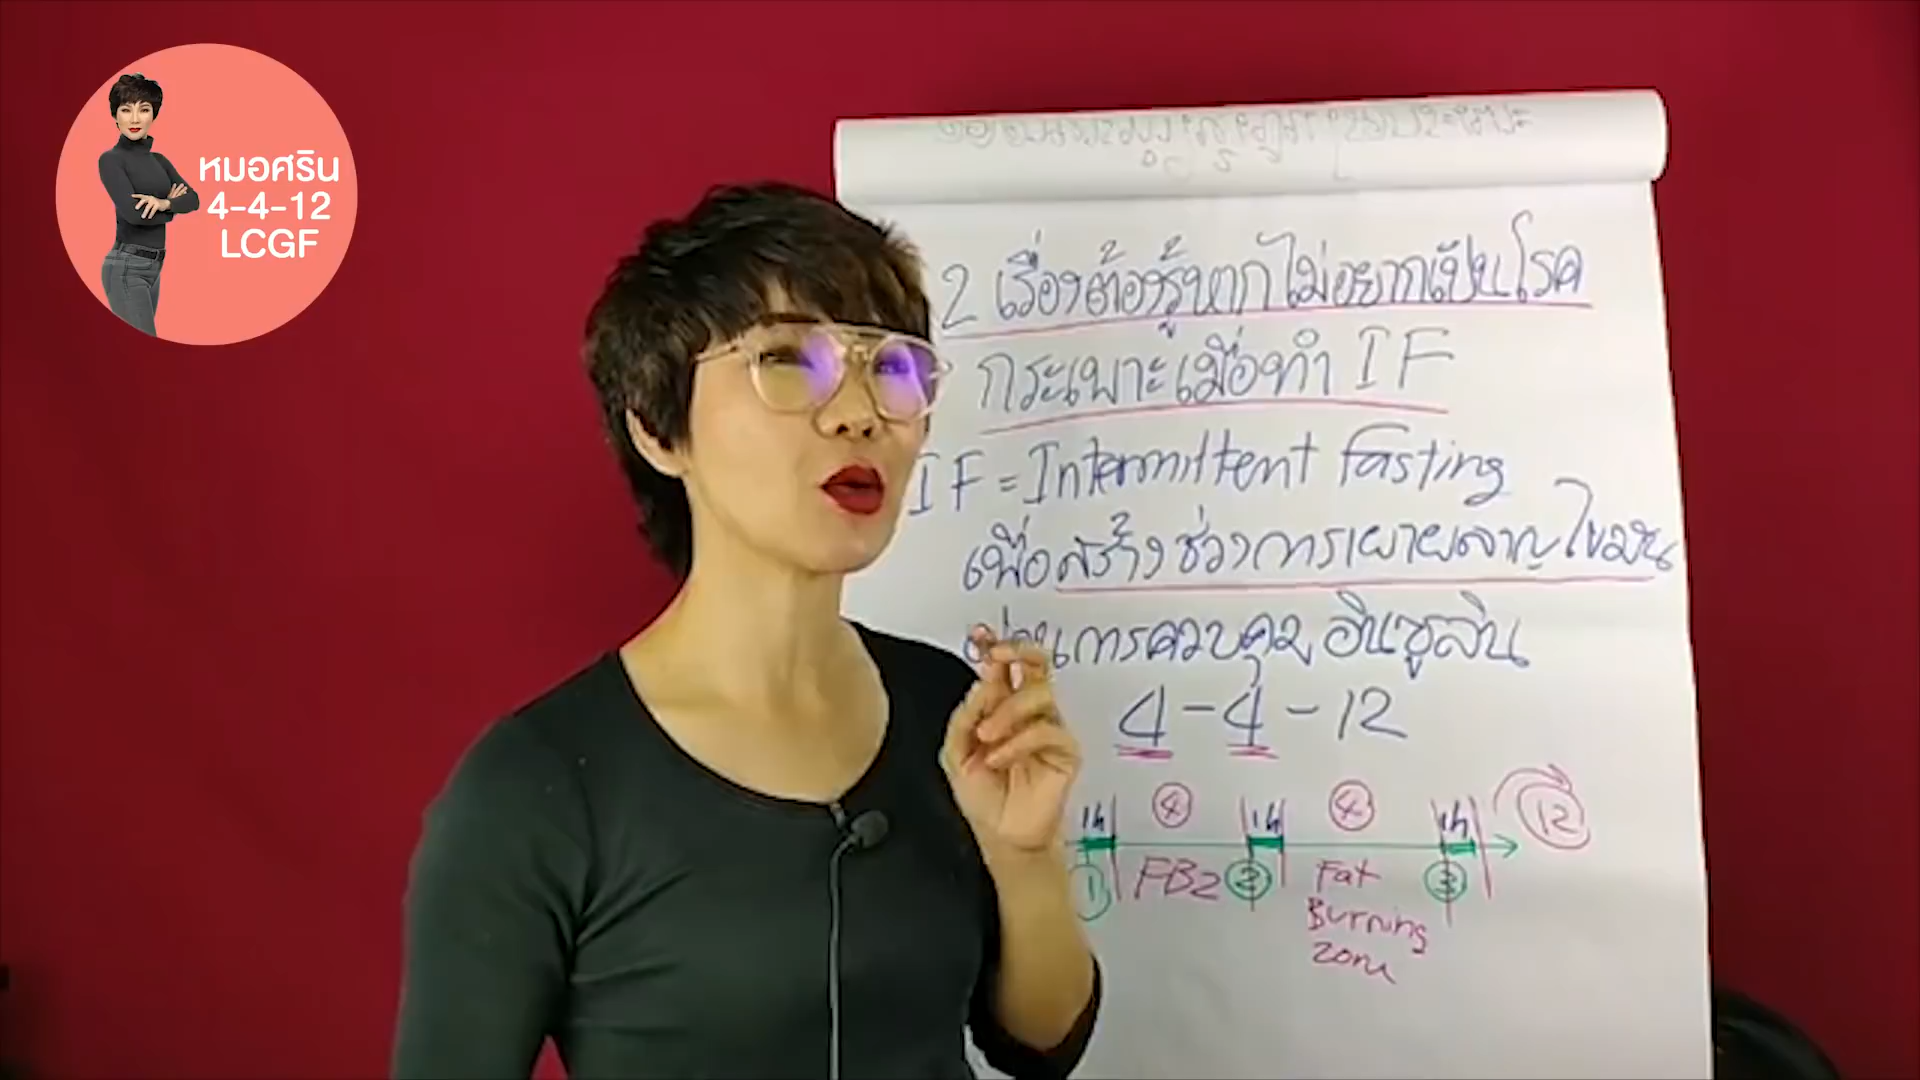 หมอศริน
4-4-12
LCGF
2 เรื่องต้องรู้หากไม่อยากเป็นโรค
กระเพาะเมื่อทำ IF
IF = Intermittent Fasting
เพื่อสร้างช่วงการเผาผลาญไขมัน
ผ่านการควบคุมอินซูลิน
4-4-12
1h 4 1h 4 1h 12
1 FBZ 2 Fat 3
Burning
Zone